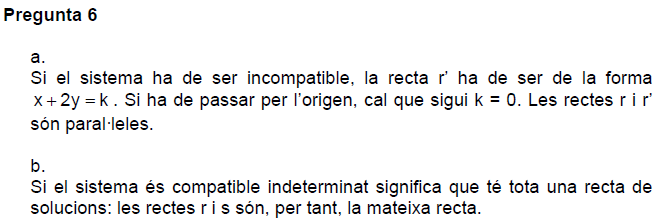 Pregunta 6
a.
Si el sistema ha de ser incompatible, la recta r' ha de ser de la forma
x + 2y = k . Si ha de passar per l'origen, cal que sigui k = 0. Les rectes r i r'
són paral·leles.
b.
Si el sistema és compatible indeterminat significa que té tota una recta de
solucions: les rectes r i s són, per tant, la mateixa recta.